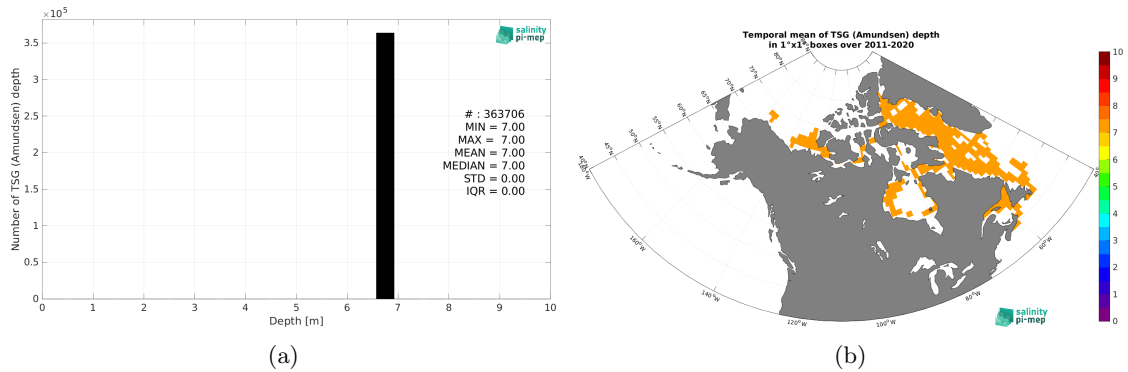 ×10⁵
3.5
3
2.5
2
1.5
1
0.5
0
0
1
2
3
4
5
6
7
8
9
10
Number of TSG (Amundsen) depth
Depth [m]
salinity
pi-mep
# : 363706
MIN = 7.00
MAX = 7.00
MEAN = 7.00
MEDIAN = 7.00
STD = 0.00
IQR = 0.00
(a)
Temporal mean of TSG (Amundsen) depth
in 1°x1° boxes over 2011-2020
80°N
75°N
70°N
65°N
60°N
55°N
50°N
45°N
160°W
140°W
120°W
100°W
80°W
60°W
10
9
8
7
6
5
4
3
2
1
0
salinity
pi-mep
(b)